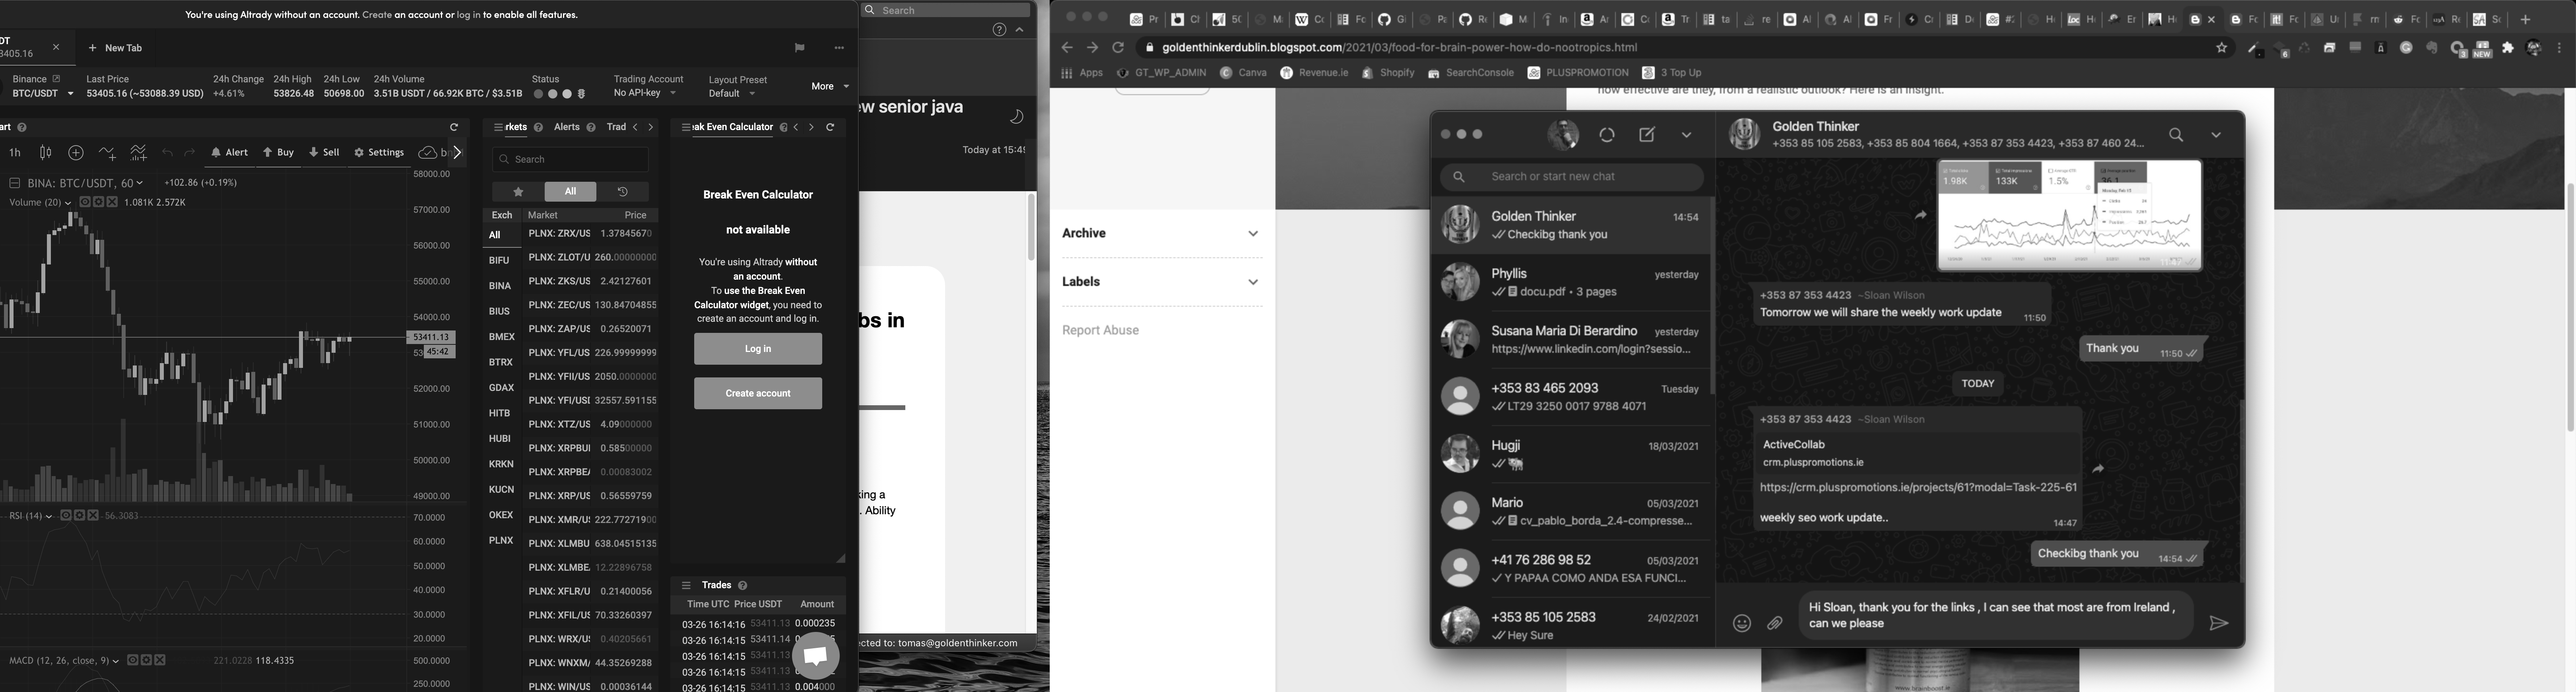 You're using Altrady without an account. Create an account or log in to enable all features.
DT
53405.16
New Tab
Binance
BTC/USDT
Last Price
53405.16 (~53088.39 USD)
24h Change
+4.61%
24h High
53826.48
24h Low
50698.00
24h Volume
3.51B USDT / 66.92K BTC / $3.51B
Status
Trading Account
No API-key
Layout Preset
Default
More
art
1h
Alert
Buy
Sell
Settings
BINA: BTC/USDT, 60
+102.86 (+0.19%)
Volume (20)
1.081K 2.572K
58000.00
57000.00
56000.00
55000.00
54000.00
53411.13
45:42
52000.00
51000.00
50000.00
49000.00
RSI (14)
56.3083
70.0000
60.0000
50.0000
40.0000
30.0000
20.0000
MACD (12, 26, close, 9)
221.0228 118.4335
500.0000
250.0000
rkets
Alerts
Trad
Search
All
Exch Market Price
All
BIFU
BINA
BIUS
BMEX
BTRX
GDAX
HITB
HUBI
KRKN
KUCN
OKEX
PLNX
PLNX: ZRX/US 1.37845670
PLNX: ZLOT/U 260.00000000
PLNX: ZKS/US 2.42127601
PLNX: ZEC/US 130.84704855
PLNX: ZAP/US 0.26520071
PLNX: YFL/US 226.99999999
PLNX: YFII/US 2050.0000000
PLNX: YFI/USI 32557.591155
PLNX: XTZ/US 4.09000000
PLNX: XRPBUI 0.58500000
PLNX: XRPBE/ 0.00083002
PLNX: XRP/US 0.56559759
PLNX: XMR/US 222.77271900
PLNX: XLMBU 638.04515135
PLNX: XLMBE. 12.22896758
PLNX: XFLR/U 0.21400056
PLNX: XFIL/US 70.33260397
PLNX: WRX/US 0.40205661
PLNX: WNXM/ 44.35269288
PLNX: WIN/US 0.00036144
eak Even Calculator
Break Even Calculator
not available
You're using Altrady without
an account.
To use the Break Even
Calculator widget, you need to
create an account and log in.
Log in
Create account
Trades
Time UTC Price USDT Amount
03-26 16:14:16 53411.13 0.000235
03-26 16:14:15 53411.14
03-26 16:14:15 53411.13
03-26 16:14:15 53411.13
03-26 16:14:15 53411.13 0.004000
Search
ew senior java
Today at 15:49
bs in
king a
. Ability
ected to: tomas@goldenthinker.com
goldenthinkerdublin.blogspot.com/2021/03/food-for-brain-power-how-do-nootropics.html
NEW
Apps
GT_WP_ADMIN
Canva
Revenue.ie
Shopify
SearchConsole
PLUSPROMOTION
3 Top Up
how effective are they, from a realistic outlook? Here is an insight.
Archive
Labels
Report Abuse
Search or start new chat
Golden Thinker 14:54
Checkibg thank you
Phyllis yesterday
docu.pdf • 3 pages
Susana Maria Di Berardino yesterday
https://www.linkedin.com/login?sessio...
+353 83 465 2093 Tuesday
LT29 3250 0017 9788 4071
Hugji 18/03/2021
Mario 05/03/2021
cv_pablo_borda_2.4-compresse...
+41 76 286 98 52 05/03/2021
Y PAPAA COMO ANDA ESA FUNCI...
+353 85 105 2583 24/02/2021
Hey Sure
Golden Thinker
+353 85 105 2583, +353 85 804 1664, +353 87 353 4423, +353 87 460 24...
1.98K
133K
1.5%
36.1
+353 87 353 4423 ~Sloan Wilson
Tomorrow we will share the weekly work update 11:50
Thank you 11:50
TODAY
+353 87 353 4423 ~Sloan Wilson
ActiveCollab
crm.pluspromotions.ie
https://crm.pluspromotions.ie/projects/61?modal=Task-225-61
weekly seo work update..
14:47
Checkibg thank you 14:54
Hi Sloan, thank you for the links , I can see that most are from Ireland ,
can we please